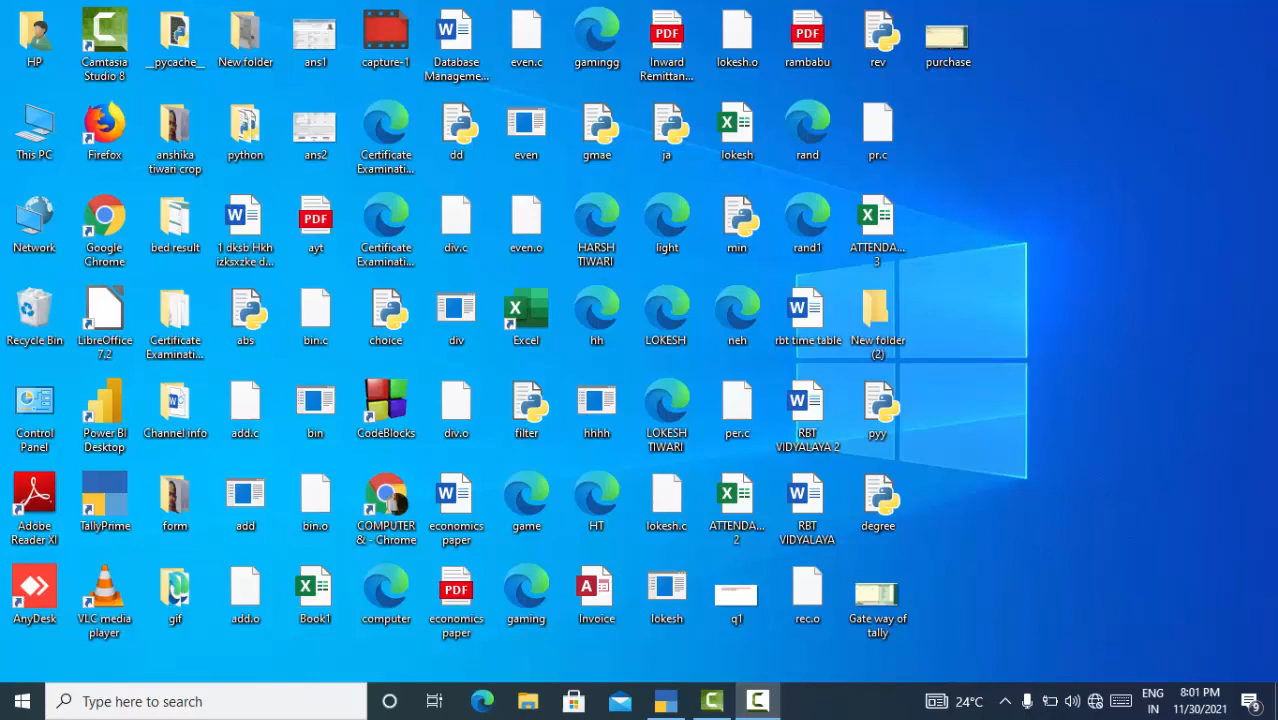 HP
Camtasia
Studio 8
__pycache__
New folder
ans1
capture-1
Database
Manageme...
even.c
gamingg
Inward
Remittan...
lokesh.o
rambabu
rev
purchase
This PC
Firefox
anshika
tiwari crop
python
ans2
Certificate
Examinati...
dd
even
gmae
ja
lokesh
rand
pr.c
Network
Google
Chrome
bed result
1 dksb Hkh
izksxzke d...
ayt
Certificate
Examinati...
div.c
even.o
HARSH
TIWARI
light
min
rand1
ATTENDA...
3
Recycle Bin
LibreOffice
7.2
Certificate
Examinati...
abs
bin.c
choice
div
Excel
hh
LOKESH
neh
rbt time table
New folder
(2)
Control
Panel
Power BI
Desktop
Channel info
add.c
bin
CodeBlocks
div.o
filter
hhhh
LOKESH
TIWARI
per.c
RBT
VIDYALAYA 2
pyy
Adobe
Reader XI
TallyPrime
form
add
bin.o
COMPUTER
& - Chrome
economics
paper
game
HT
lokesh.c
ATTENDA...
2
RBT
VIDYALAYA
degree
AnyDesk
VLC media
player
gif
add.o
Book1
computer
economics
paper
gaming
Invoice
lokesh
q1
rec.o
Gate way of
tally
Type here to search
24°C
ENG
IN
8:01 PM
11/30/2021
9